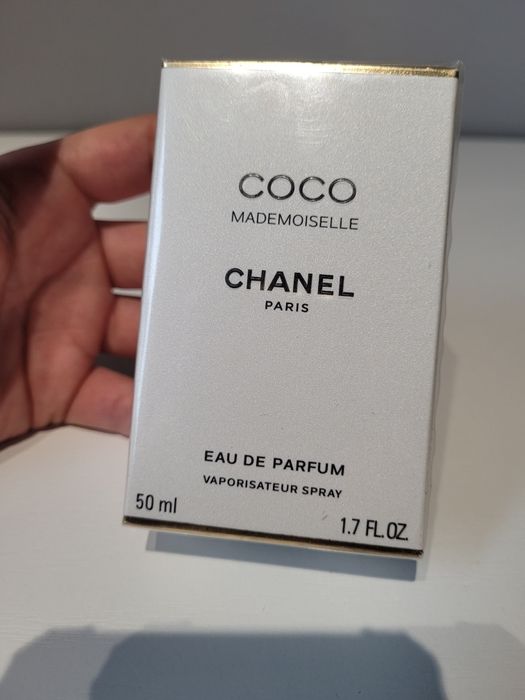 COCO
MADEMOISELLE
CHANEL
PARIS
EAU DE PARFUM
VAPORISATEUR SPRAY
50 ml
1.7 FL.OZ.